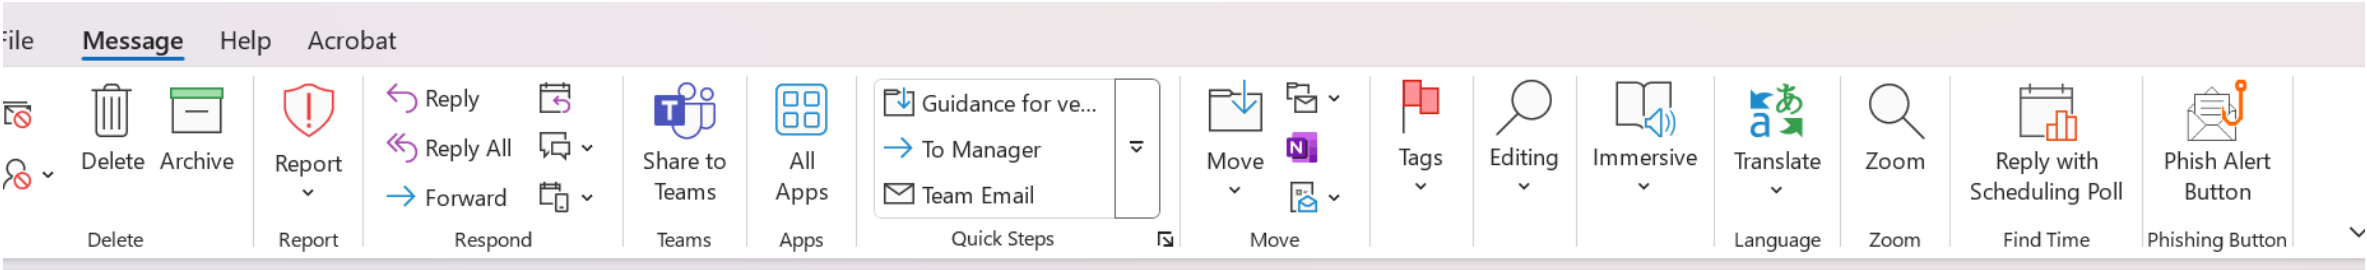 File
Message
Help
Acrobat
Delete
Archive
Delete
Report
Report
Reply
Reply All
Forward
Respond
Share to
Teams
Teams
All
Apps
Apps
Guidance for ve...
To Manager
Team Email
Quick Steps
Move
Move
Tags
Editing
Immersive
Translate
Language
Zoom
Zoom
Reply with
Scheduling Poll
Find Time
Phish Alert
Button
Phishing Button